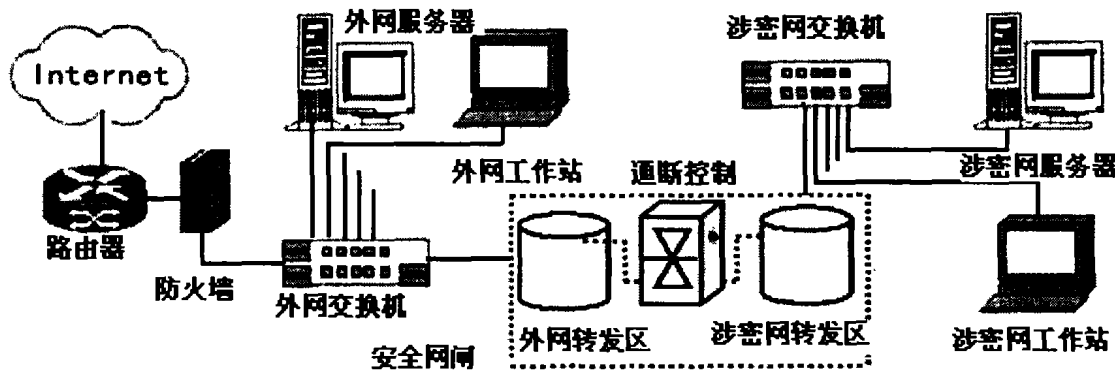 外网服务器
涉密网交换机
Internet
外网工作站
通断控制
涉密网服务器
路由器
防火墙
外网交换机
外网转发区
涉密网转发区
涉密网工作站
安全网闸